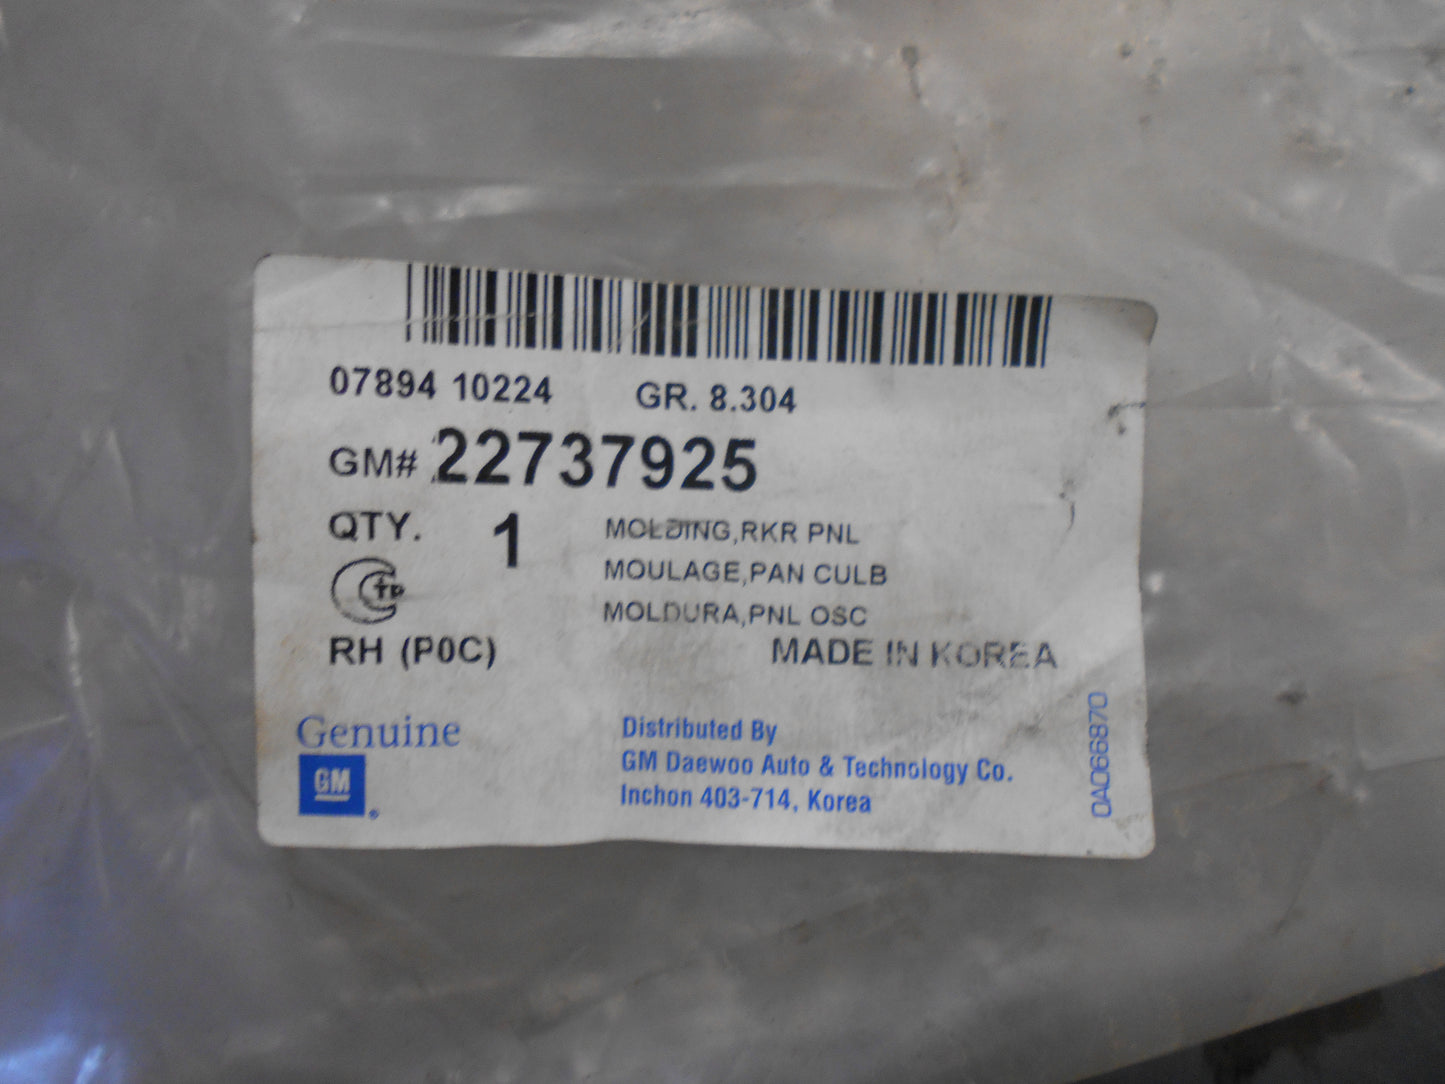 07894 10224 GR. 8.304
GM# 22737925
QTY. 1 MOLDING,RKR PNL
MOULAGE,PAN CULB
MOLDURA,PNL OSC
RH (P0C) MADE IN KOREA
Genuine
GM
®
Distributed By
GM Daewoo Auto & Technology Co.
Inchon 403-714, Korea
0AD66870